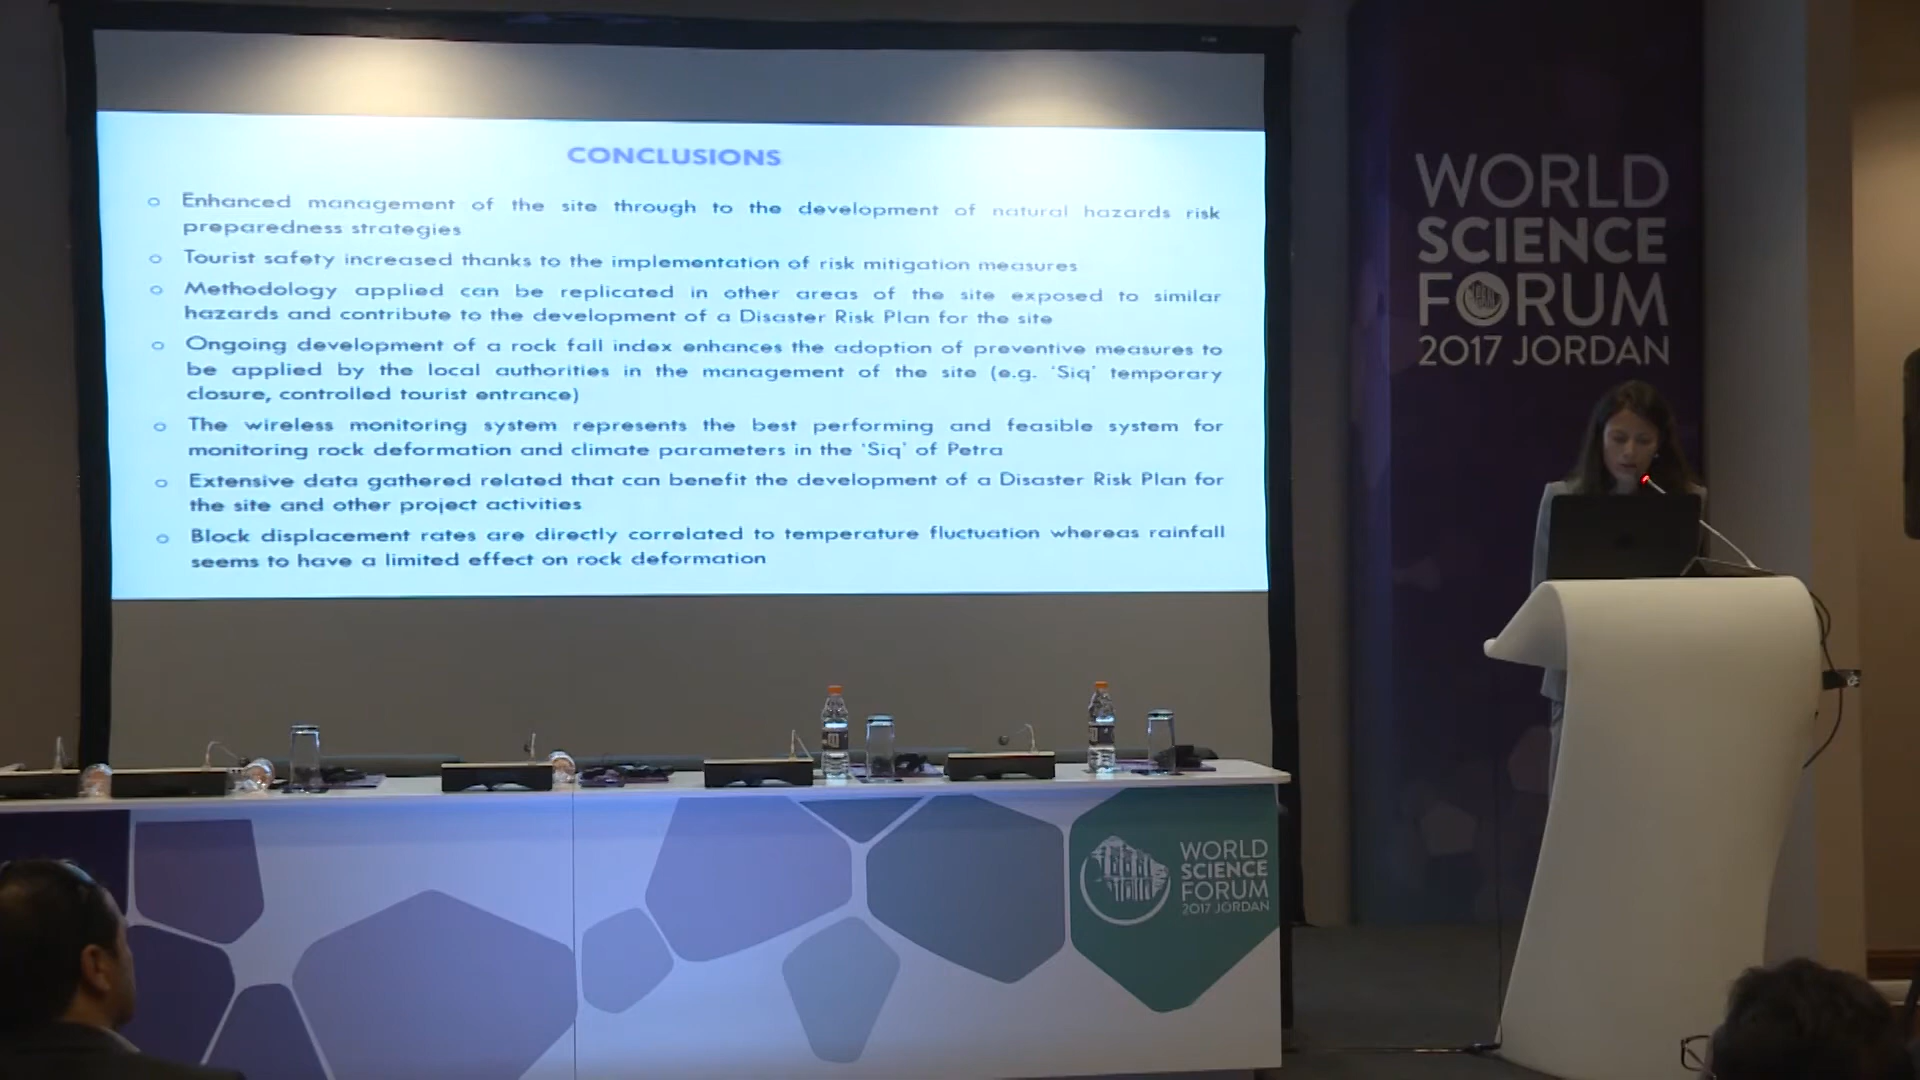 CONCLUSIONS
Enhanced management of the site through to the development of natural hazards risk
preparedness strategies
Tourist safety increased thanks to the implementation of risk mitigation measures
Methodology applied can be replicated in other areas of the site exposed to similar
hazards and contribute to the development of a Disaster Risk Plan for the site
Ongoing development of a rock fall index enhances the adoption of preventive measures to
be applied by the local authorities in the management of the site (e.g. 'Siq' temporary
closure, controlled tourist entrance)
The wireless monitoring system represents the best performing and feasible system for
monitoring rock deformation and climate parameters in the 'Siq' of Petra
Extensive data gathered related that can benefit the development of a Disaster Risk Plan for
the site and other project activities
Block displacement rates are directly correlated to temperature fluctuation whereas rainfall
seems to have a limited effect on rock deformation
WORLD
SCIENCE
FORUM
2017 JORDAN
WORLD
SCIENCE
FORUM
2017 JORDAN